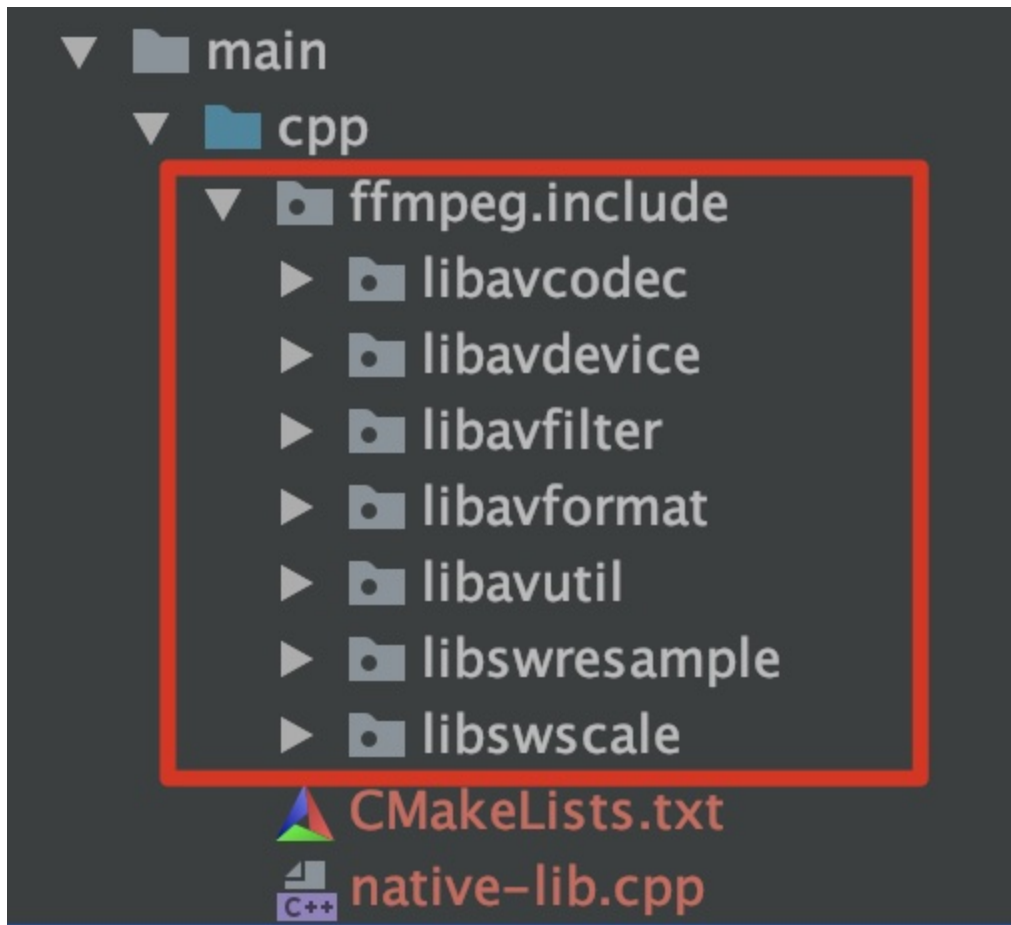 main
cpp
ffmpeg.include
libavcodec
libavdevice
libavfilter
libavformat
libavutil
libswresample
libswscale
CMakeLists.txt
C++ native-lib.cpp